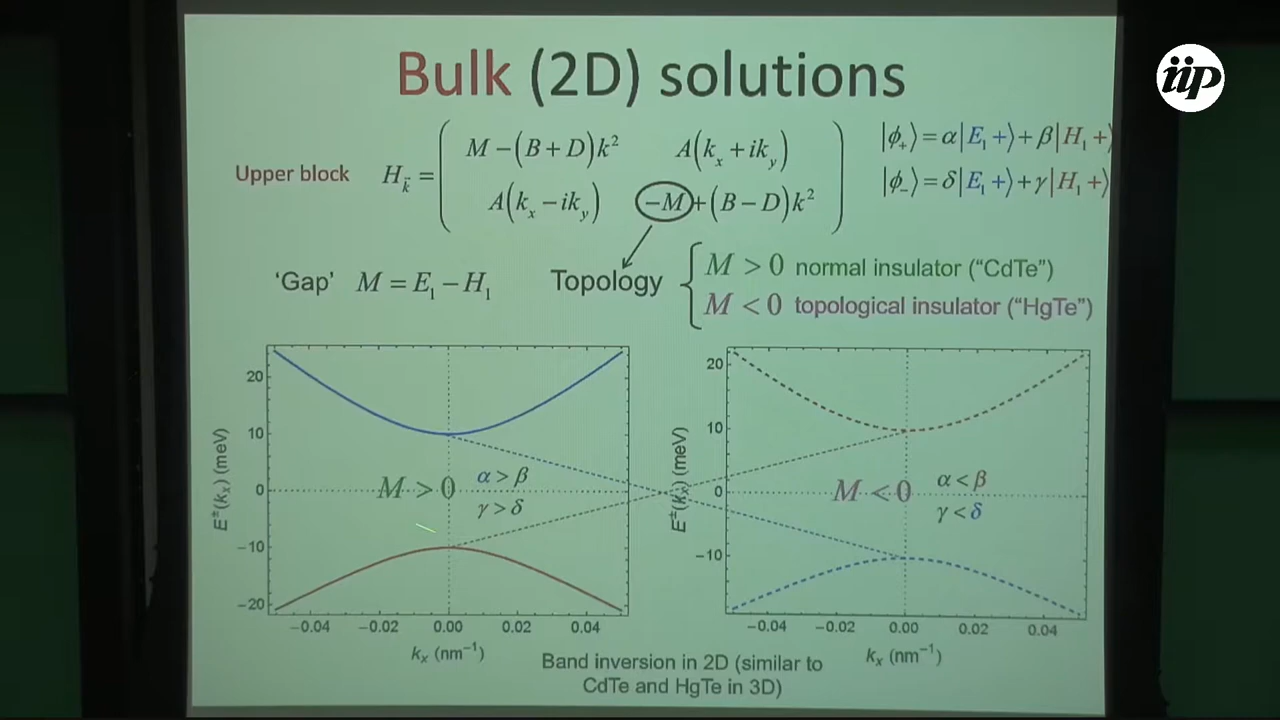 iip
Bulk (2D) solutions
Upper block H_k⃗ = ( M−(B+D)k² A(k_x+ik_y)
A(k_x−ik_y) −M+(B−D)k² )
|ϕ₊⟩=α|E₁+⟩+β|H₁+⟩
|ϕ₋⟩=δ|E₁+⟩+γ|H₁+⟩
'Gap' M=E₁−H₁
Topology
M>0 normal insulator ("CdTe")
M<0 topological insulator ("HgTe")
E±(k_x) (meV)
20
10
0
−10
−20
M>0
α>β
γ>δ
−0.04 −0.02 0.00 0.02 0.04
k_x (nm⁻¹)
E±(k_x) (meV)
20
10
0
−10
M<0
α<β
γ<δ
−0.04 −0.02 0.00 0.02 0.04
k_x (nm⁻¹)
Band inversion in 2D (similar to
CdTe and HgTe in 3D)